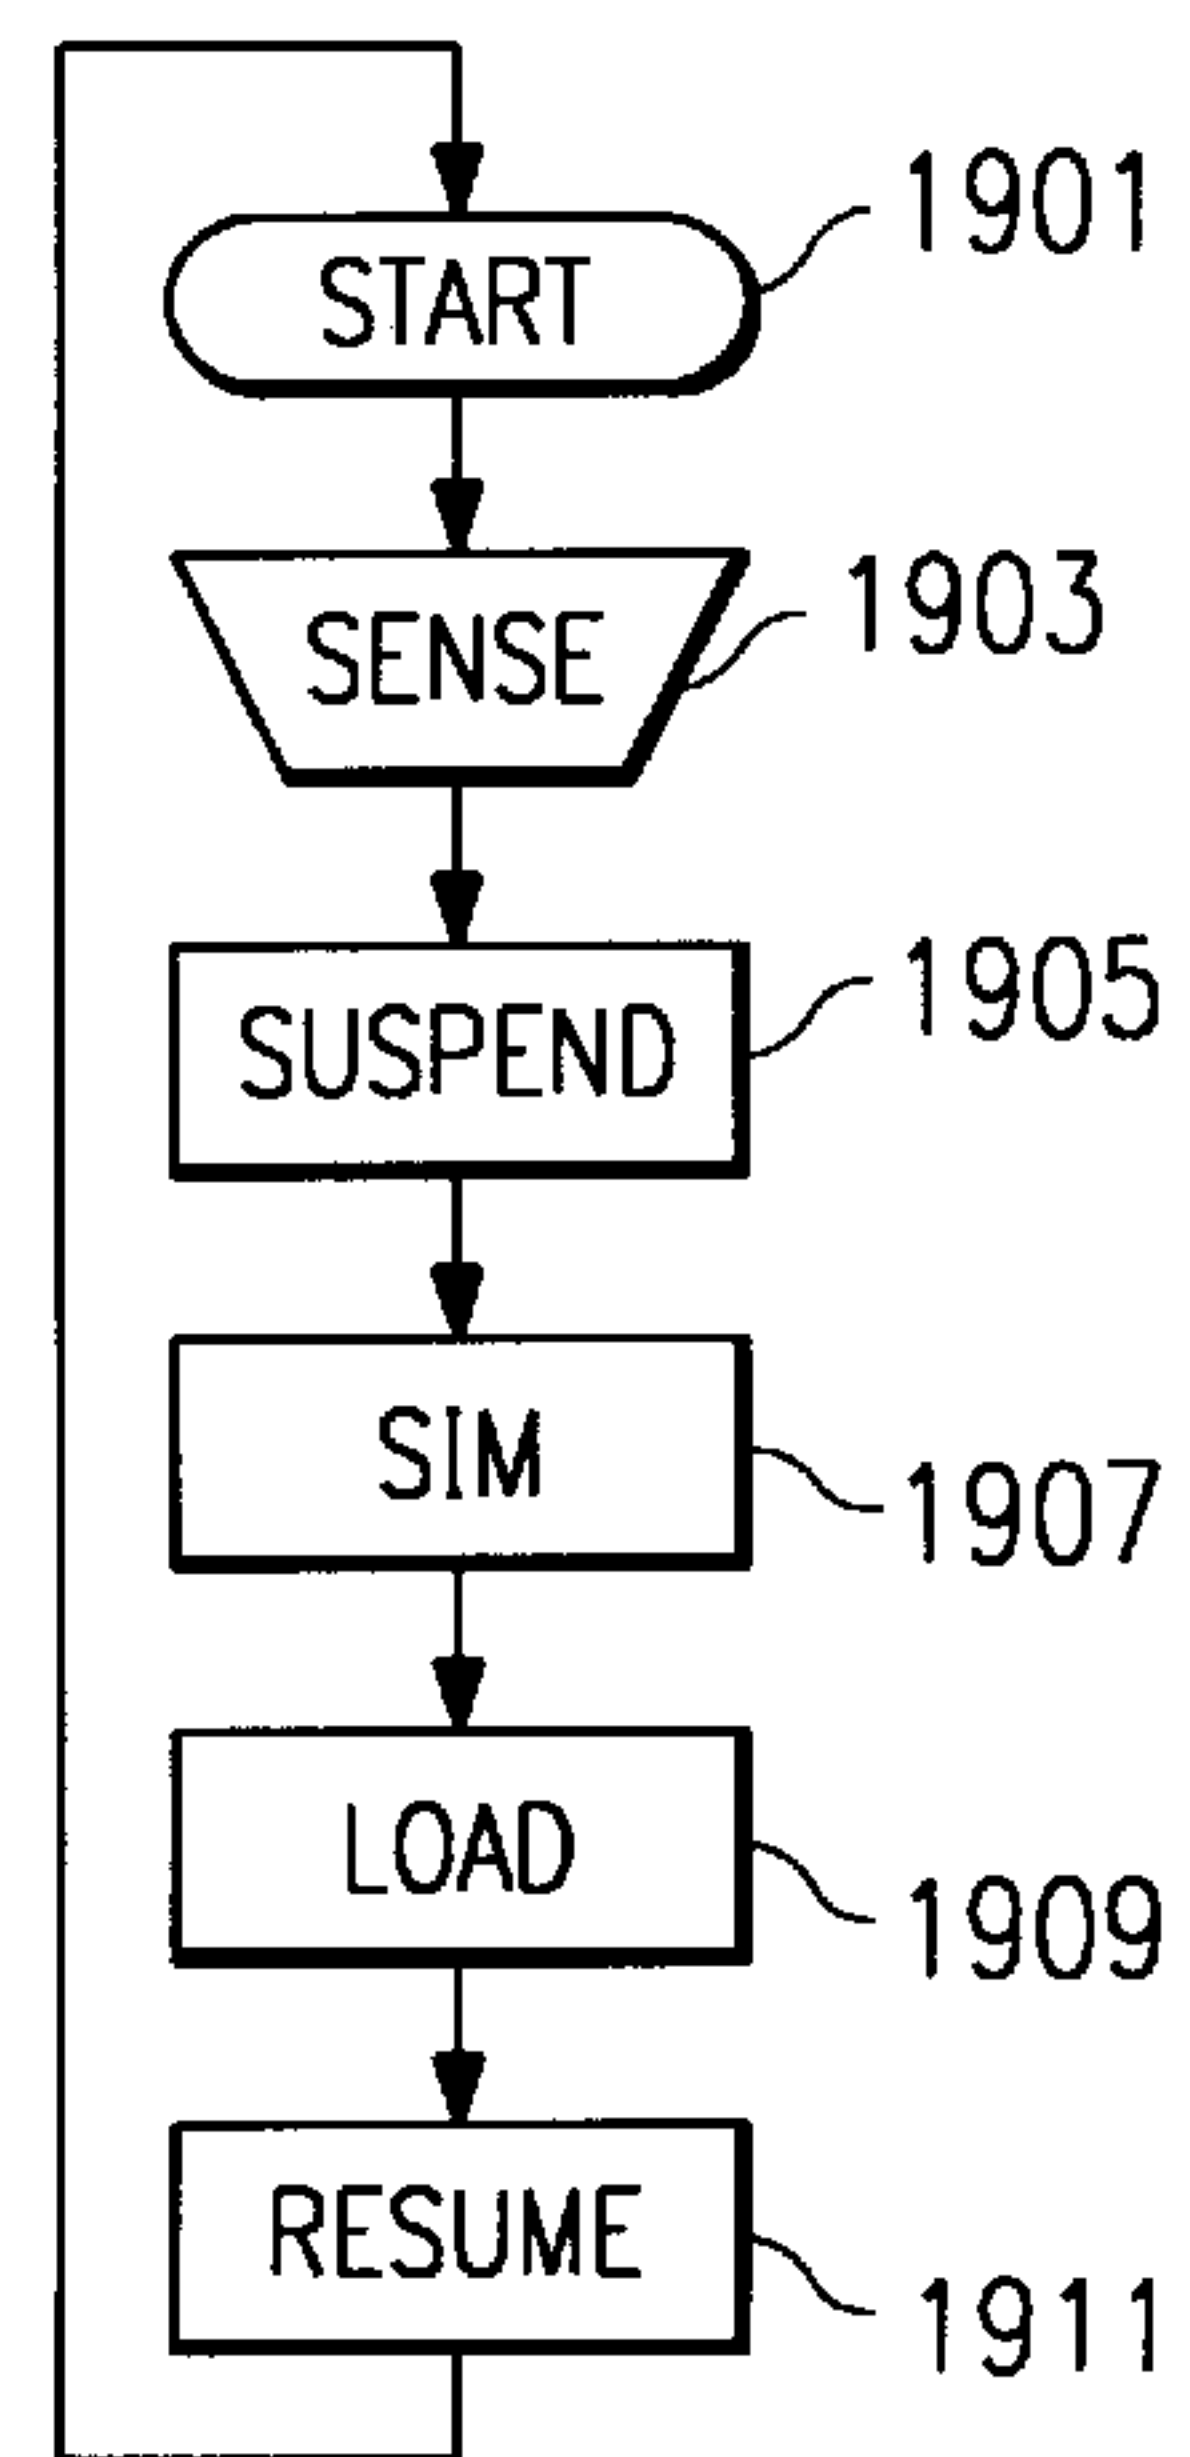 1901
START
1903
SENSE
1905
SUSPEND
SIM
1907
LOAD
1909
RESUME
1911